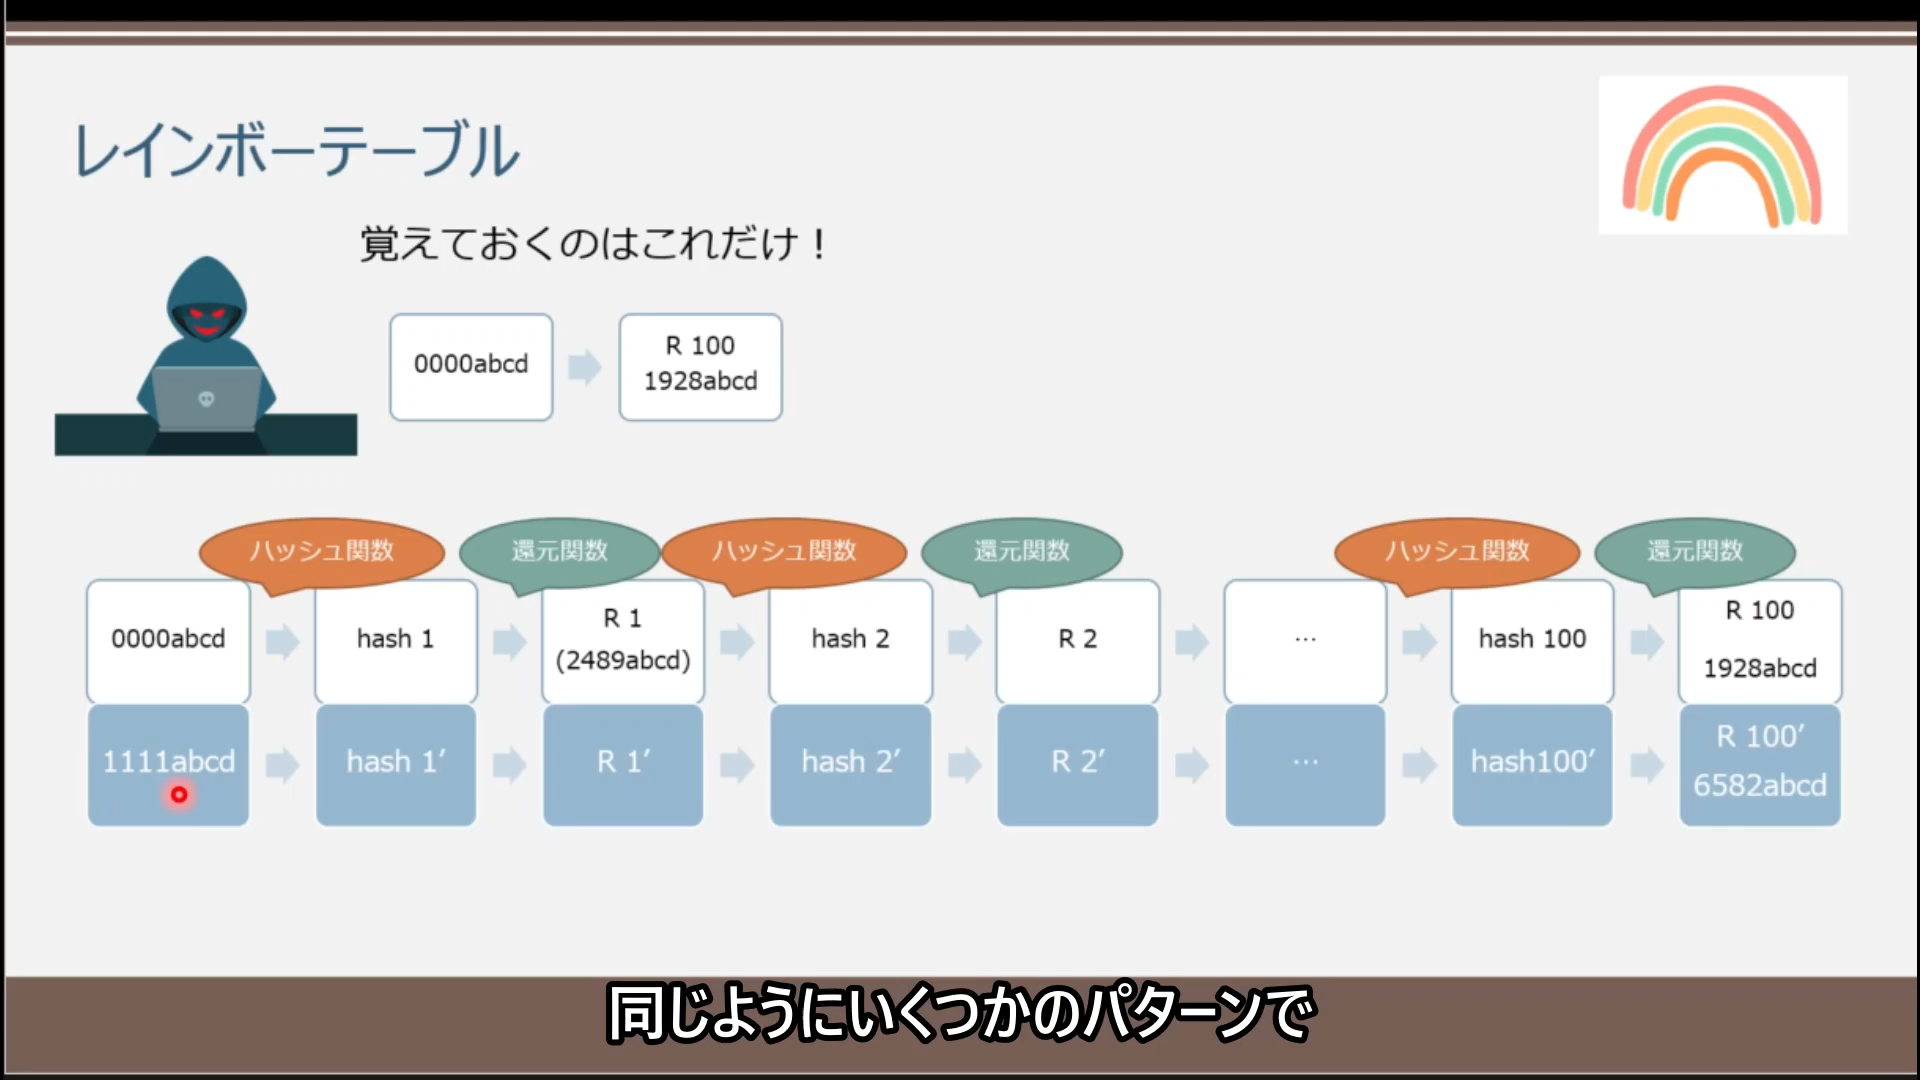 レインボーテーブル
覚えておくのはこれだけ！
0000abcd
R 100
1928abcd
ハッシュ関数
還元関数
ハッシュ関数
還元関数
ハッシュ関数
還元関数
0000abcd
hash 1
R 1
(2489abcd)
hash 2
R 2
…
hash 100
R 100
1928abcd
1111abcd
hash 1′
R 1′
hash 2′
R 2′
…
hash100′
R 100′
6582abcd
同じようにいくつかのパターンで